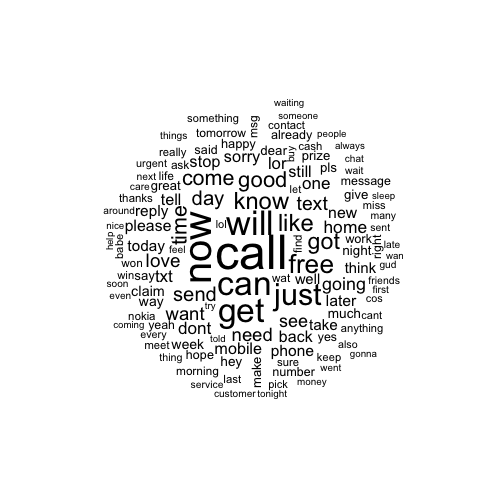 waiting
something msg someone
contact
things tomorrow already people
happy buy cash always
really said sorry dear prize chat
urgent ask stop lor still pls wait
next life come good let one message
care great
thanks tell day know text give sleep
around reply new miss
many
nice babe time now lol will like home sent
help today feel call find got work right late
night wan
won free think gud
winsay txt can wat well going friends
soon claim send get just first
even way try later cos
nokia want much cant
coming yeah dont see take anything
every told need back yes
meet week mobile phone also
thing hope hey sure keep gonna
morning make number went
service last pick money
customer tonight